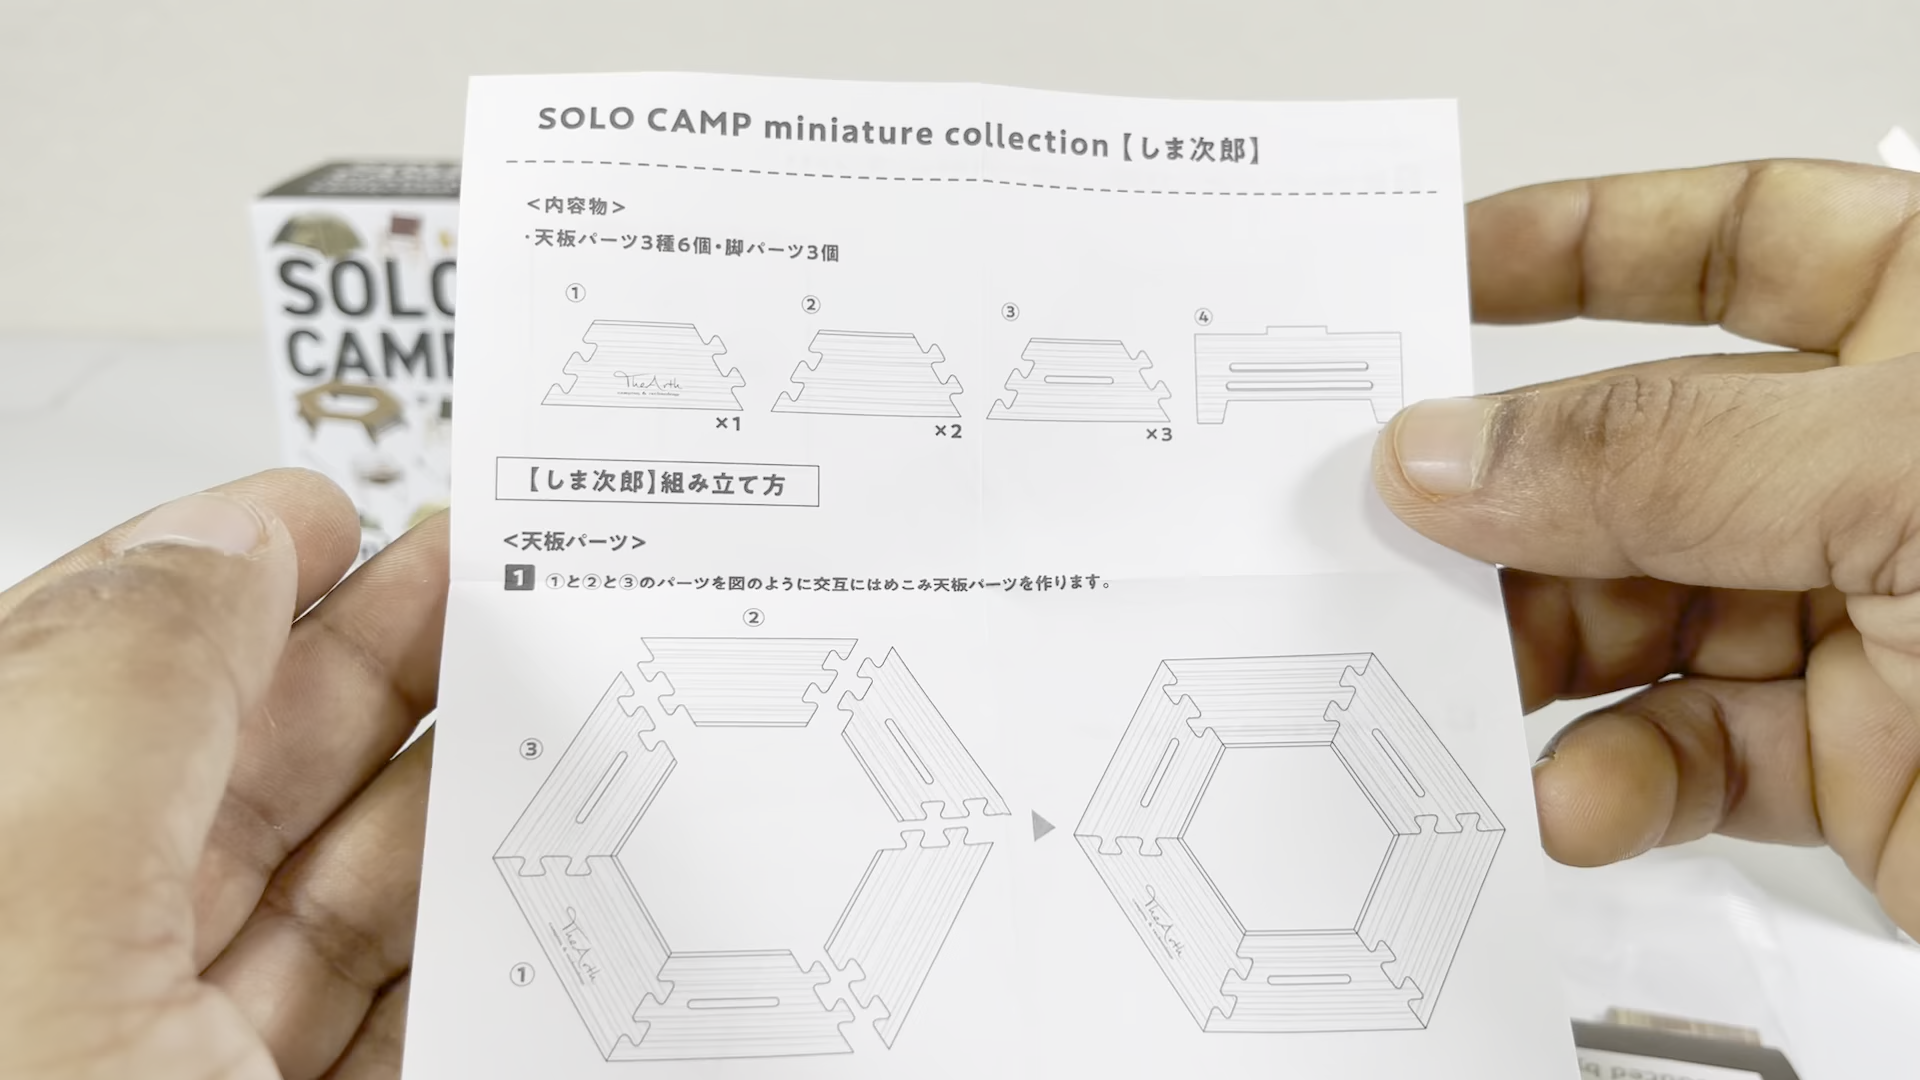 SOLO CAMP miniature collection【しま次郎】
<内容物>
・天板パーツ3種6個・脚パーツ3個
① ② ③ ④
TheArth
×1 ×2 ×3
【しま次郎】組み立て方
<天板パーツ>
1 ①と②と③のパーツを図のように交互にはめこみ天板パーツを作ります。
②
③
①
TheArth
TheArth
SOLO
CAMP